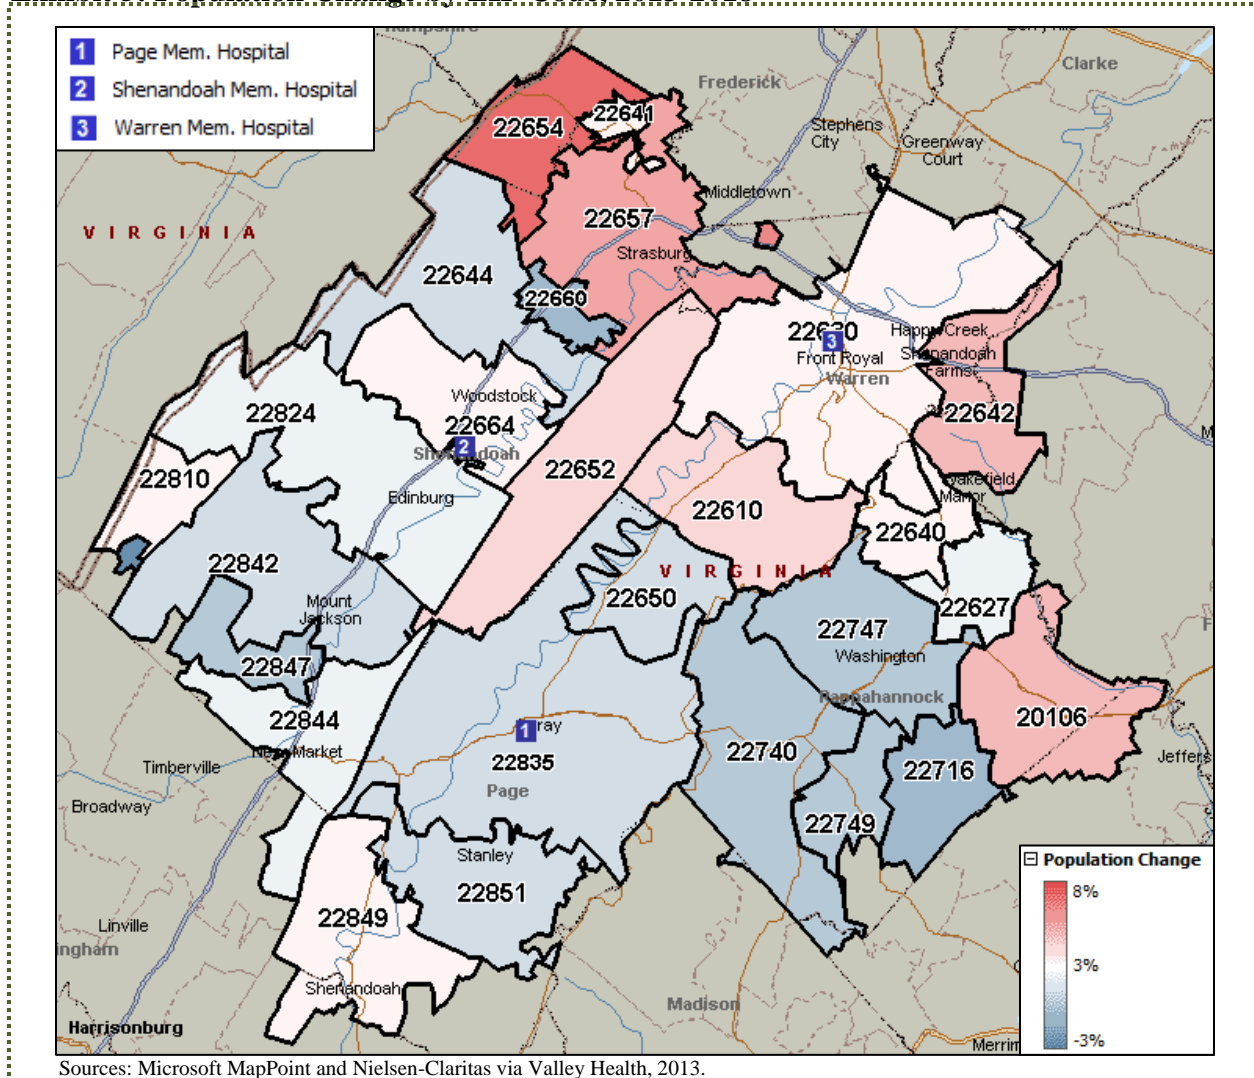 1 Page Mem. Hospital
2 Shenandoah Mem. Hospital
3 Warren Mem. Hospital
Clarke
Frederick
22654
22641
Stephens
City
Greenway
Court
Middletown
22657
VIRGINIA
Strasburg
22644
22660
22630
3
Happy Creek
Front Royal
Shenandoah
Farms
Warren
Woodstock
22824
22664
2
Shenandoah
22642
22652
22810
Edinburg
Wakefield
Manor
22610
22640
22842
VIRGINIA
22650
Mount
Jackson
22627
22747
Washington
22847
Rappahannock
22844
20106
1
22835
New Market
22740
Timberville
22716
Page
Broadway
22749
Stanley
22851
22849
Linville
Shenandoah
Madison
Harrisonburg
Population Change
8%
3%
-3%
Sources: Microsoft MapPoint and Nielsen-Claritas via Valley Health, 2013.